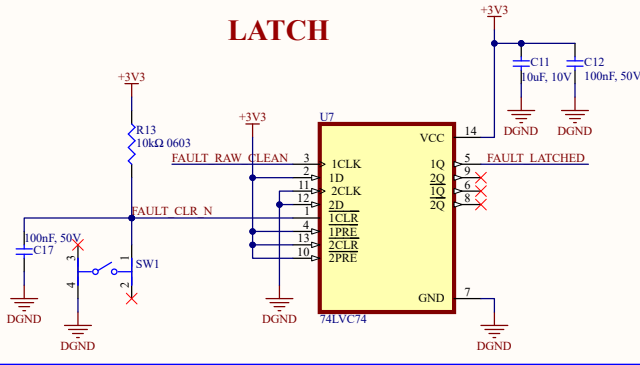 LATCH
+3V3
C11
10uF, 10V
C12
100nF, 50V
DGND
DGND
+3V3
R13
10kΩ 0603
+3V3
U7
VCC
14
FAULT_RAW_CLEAN
3
1CLK
1Q
5
FAULT_LATCHED
2
1D
2Q
9
11
2CLK
1Q
6
12
2D
2Q
8
FAULT_CLR_N
1
1CLR
4
1PRE
13
2CLR
10
2PRE
100nF, 50V
C17
3
4
SW1
1
2
GND
7
74LVC74
DGND
DGND
DGND
DGND